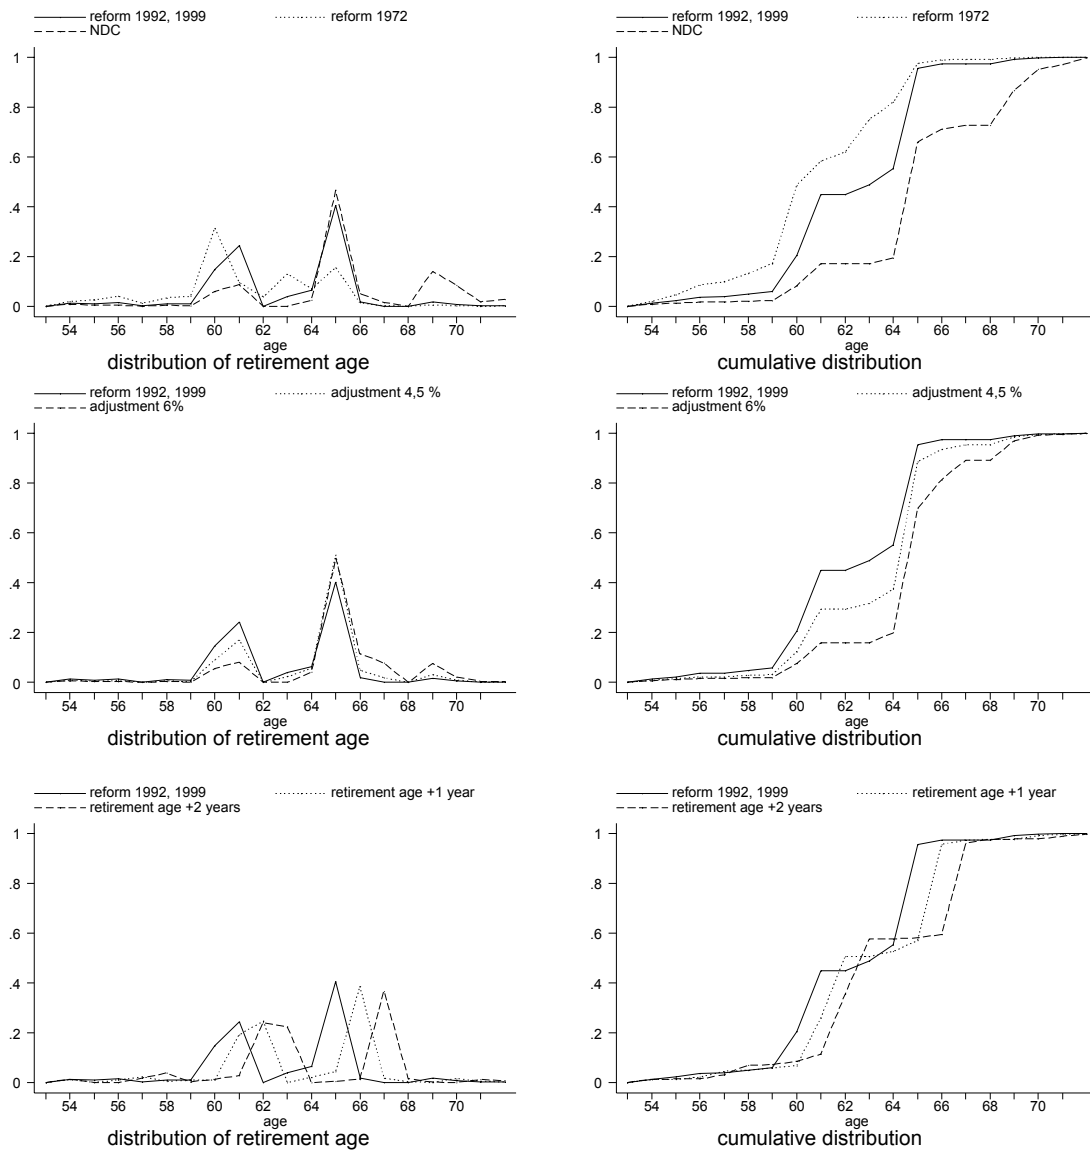 reform 1992, 1999 reform 1972
NDC
1
.8
.6
.4
.2
0
54 56 58 60 62 64 66 68 70
age
distribution of retirement age
reform 1992, 1999 reform 1972
NDC
1
.8
.6
.4
.2
0
54 56 58 60 62 64 66 68 70
age
cumulative distribution
reform 1992, 1999 adjustment 4,5 %
adjustment 6%
1
.8
.6
.4
.2
0
54 56 58 60 62 64 66 68 70
age
distribution of retirement age
reform 1992, 1999 adjustment 4,5 %
adjustment 6%
1
.8
.6
.4
.2
0
54 56 58 60 62 64 66 68 70
age
cumulative distribution
reform 1992, 1999 retirement age +1 year
retirement age +2 years
1
.8
.6
.4
.2
0
54 56 58 60 62 64 66 68 70
age
distribution of retirement age
reform 1992, 1999 retirement age +1 year
retirement age +2 years
1
.8
.6
.4
.2
0
54 56 58 60 62 64 66 68 70
age
cumulative distribution